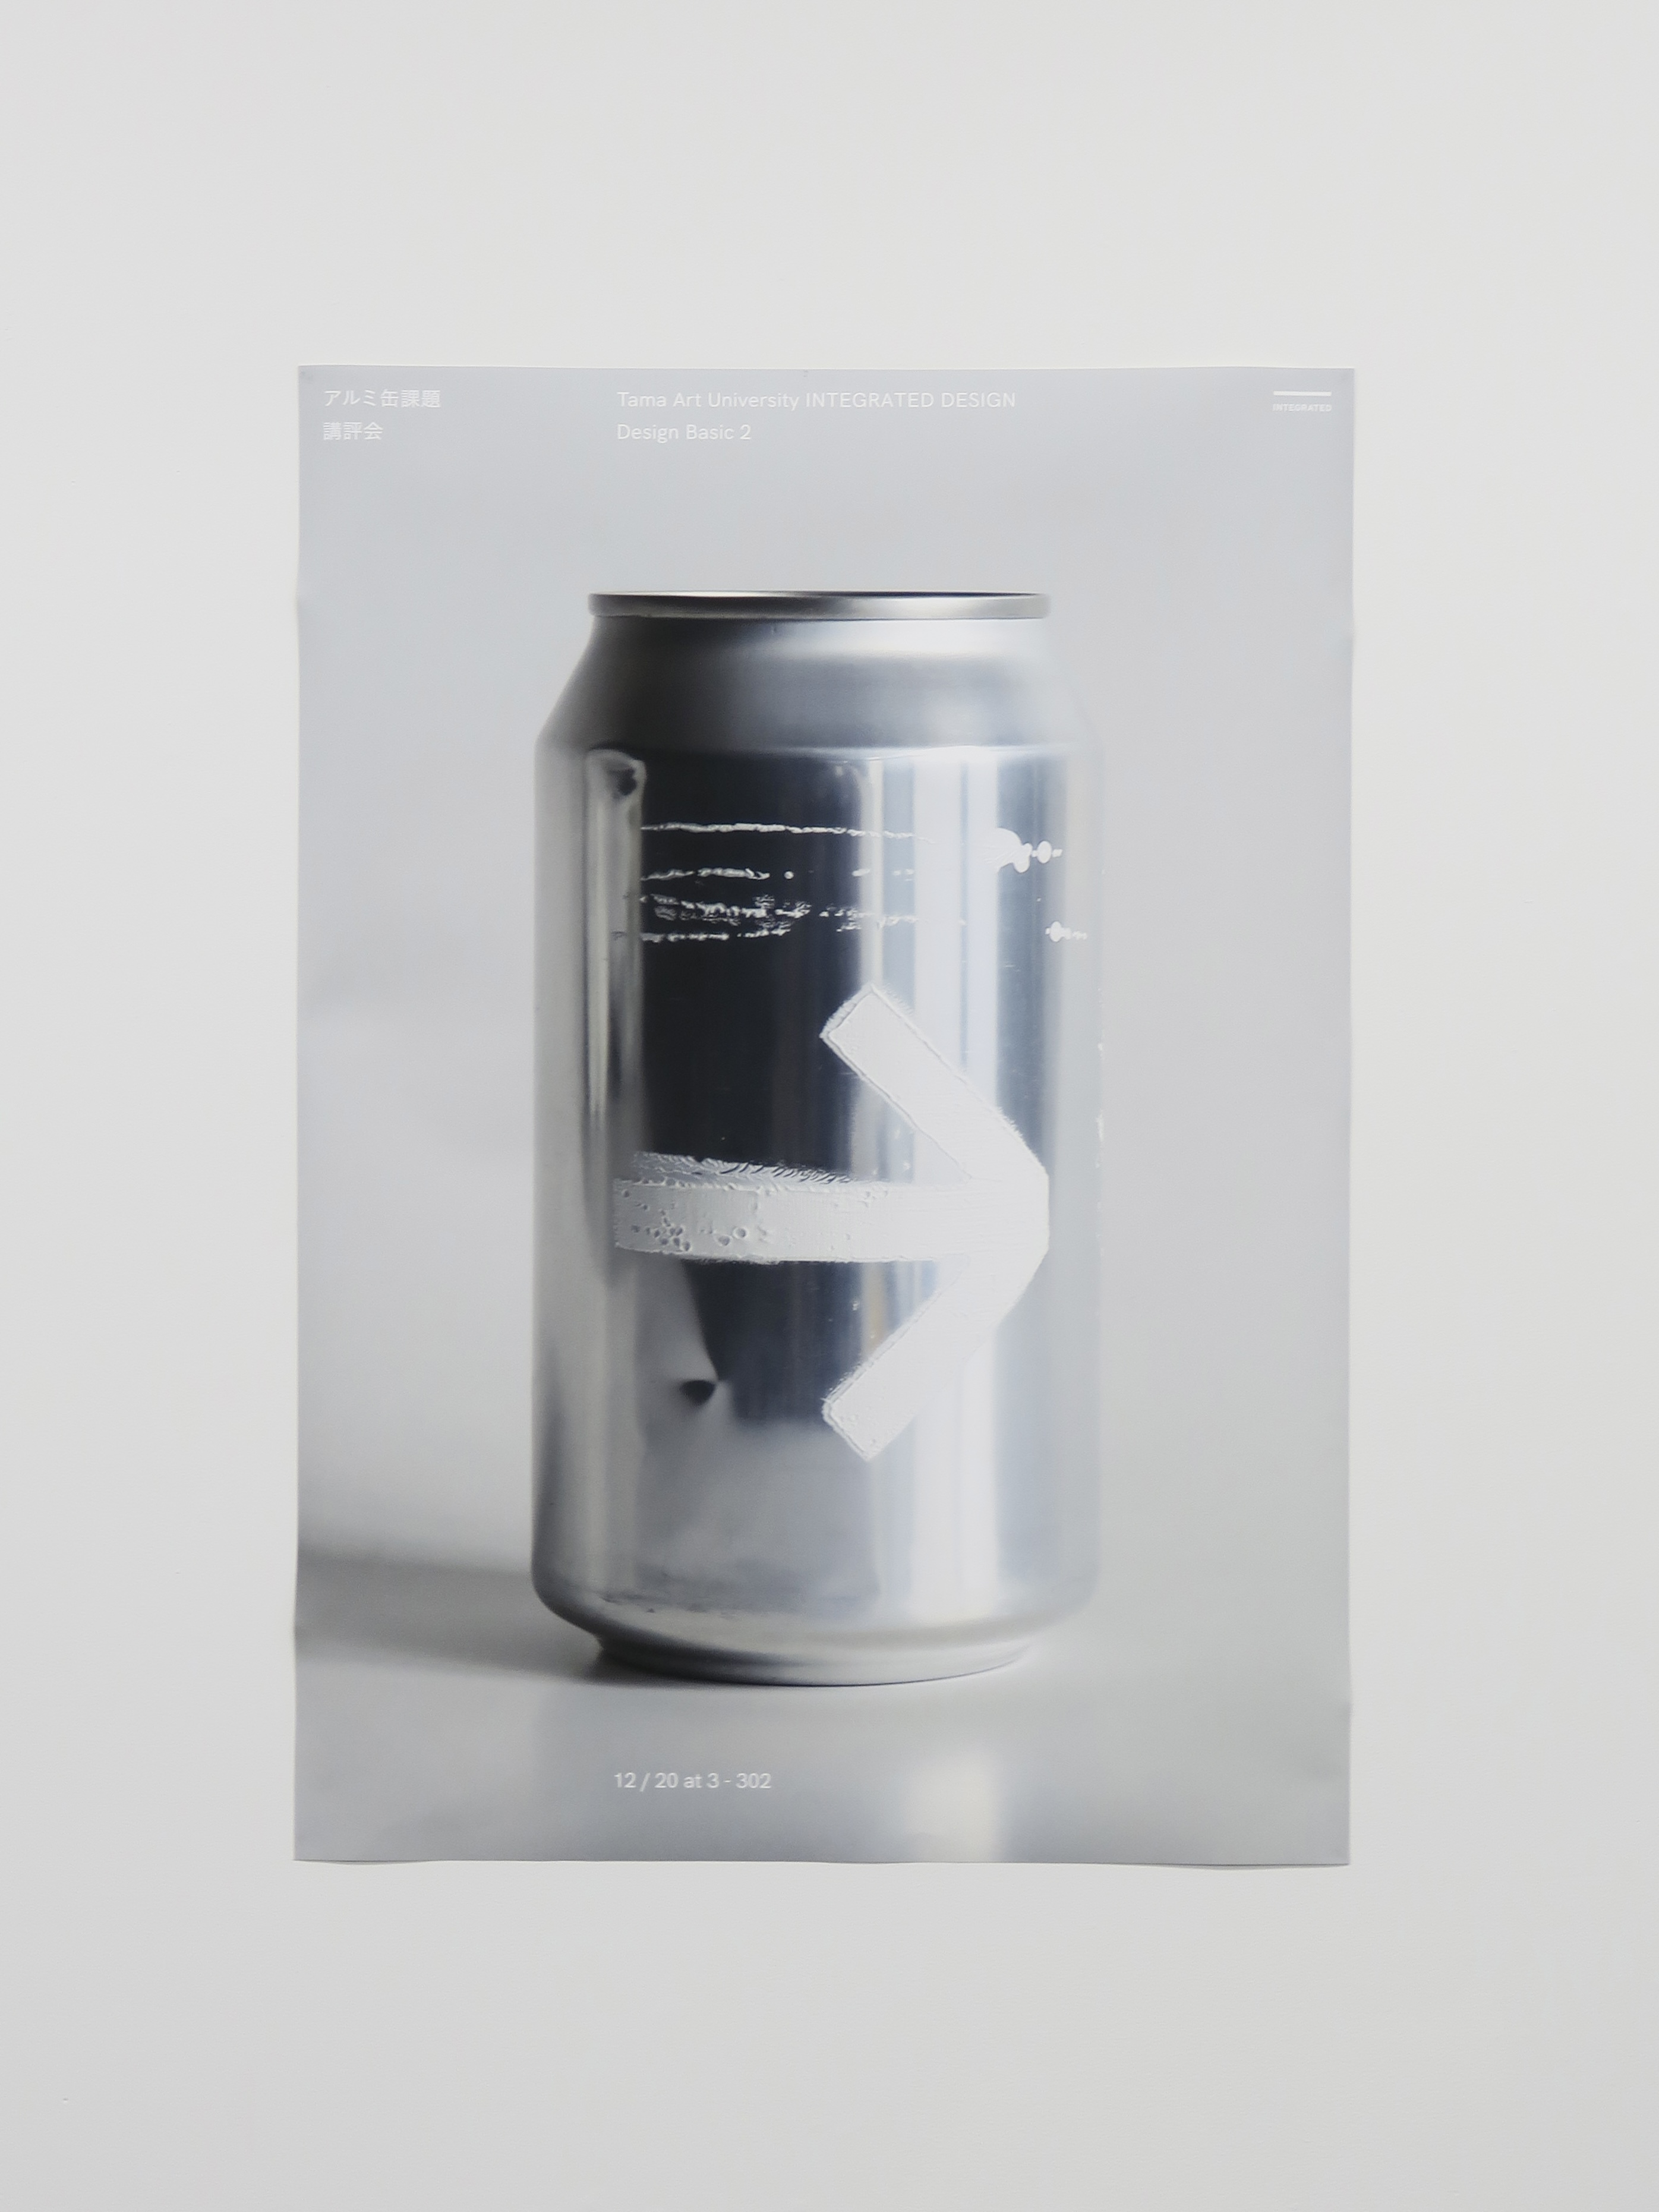 アルミ缶課題
講評会
Tama Art University INTEGRATED DESIGN
Design Basic 2
INTEGRATED
12 / 20 at 3 - 302